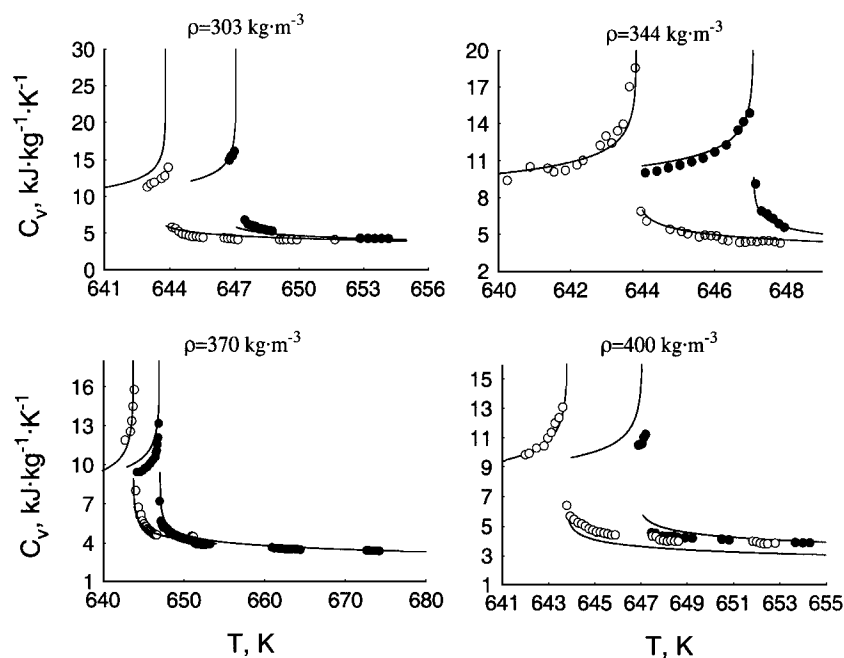 ρ=303 kg·m⁻³
ρ=344 kg·m⁻³
C_V, kJ·kg⁻¹·K⁻¹
30
25
20
15
10
5
0
641 644 647 650 653 656
20
17
14
11
8
5
2
640 642 644 646 648
ρ=370 kg·m⁻³
ρ=400 kg·m⁻³
C_V, kJ·kg⁻¹·K⁻¹
16
13
10
7
4
1
640 650 660 670 680
15
13
11
9
7
5
3
1
641 643 645 647 649 651 653 655
T, K
T, K